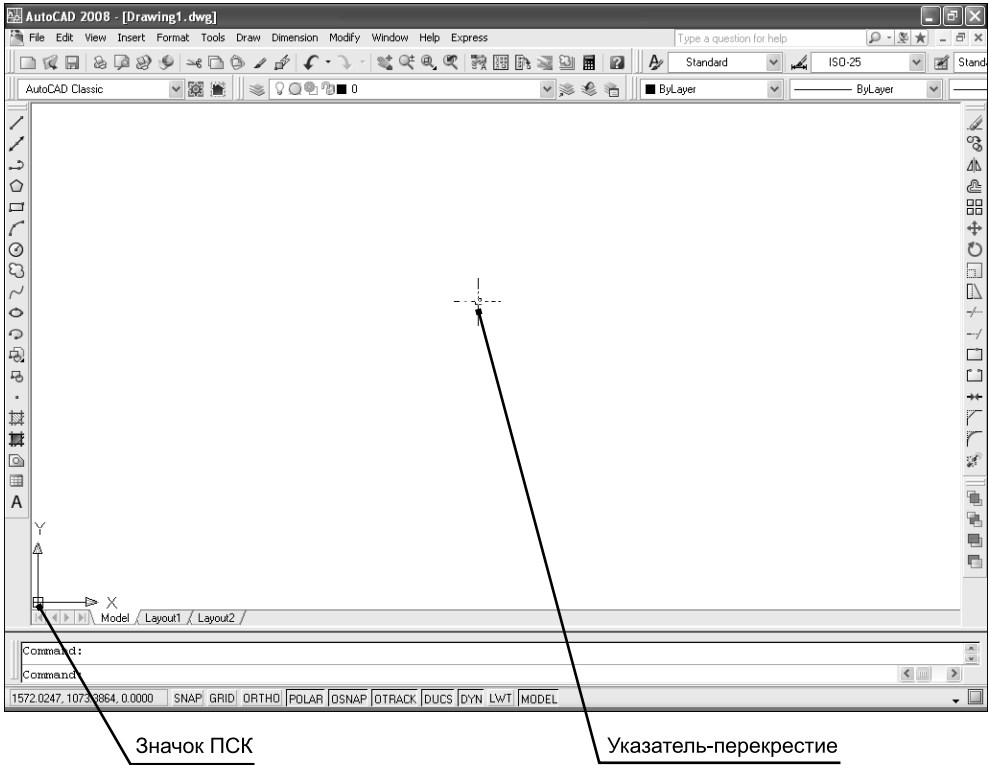 AutoCAD 2008 - [Drawing1.dwg]
File Edit View Insert Format Tools Draw Dimension Modify Window Help Express
Type a question for help
Standard ISO-25 Stand
AutoCAD Classic 0 ByLayer ByLayer
A
Y
X
Model Layout1 Layout2
Command:
Command:
1572.0247, 1073.3864, 0.0000 SNAP GRID ORTHO POLAR OSNAP OTRACK DUCS DYN LWT MODEL
Значок ПСК
Указатель-перекрестие